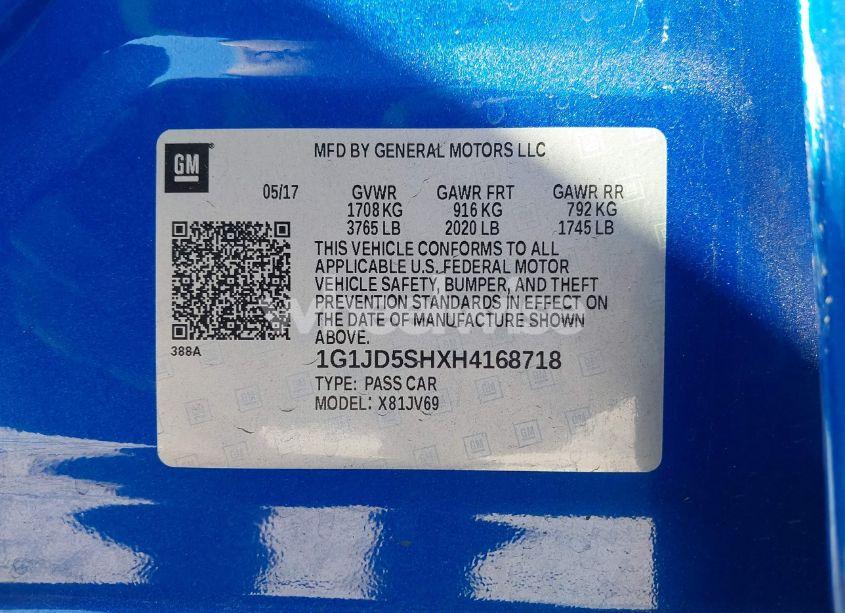 GM
MFD BY GENERAL MOTORS LLC
05/17 GVWR GAWR FRT GAWR RR
1708 KG 916 KG 792 KG
3765 LB 2020 LB 1745 LB
THIS VEHICLE CONFORMS TO ALL
APPLICABLE U.S. FEDERAL MOTOR
VEHICLE SAFETY, BUMPER, AND THEFT
PREVENTION STANDARDS IN EFFECT ON
THE DATE OF MANUFACTURE SHOWN
ABOVE.
388A
1G1JD5SHXH4168718
TYPE: PASS CAR
MODEL: X81JV69